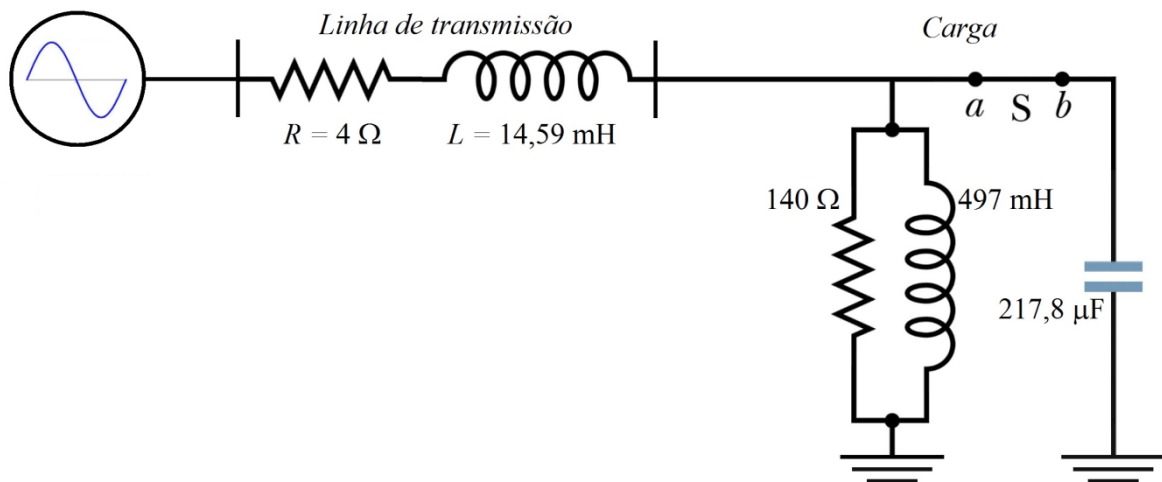 Linha de transmissão
Carga
a S b
R = 4 Ω
L = 14,59 mH
140 Ω
497 mH
217,8 μF